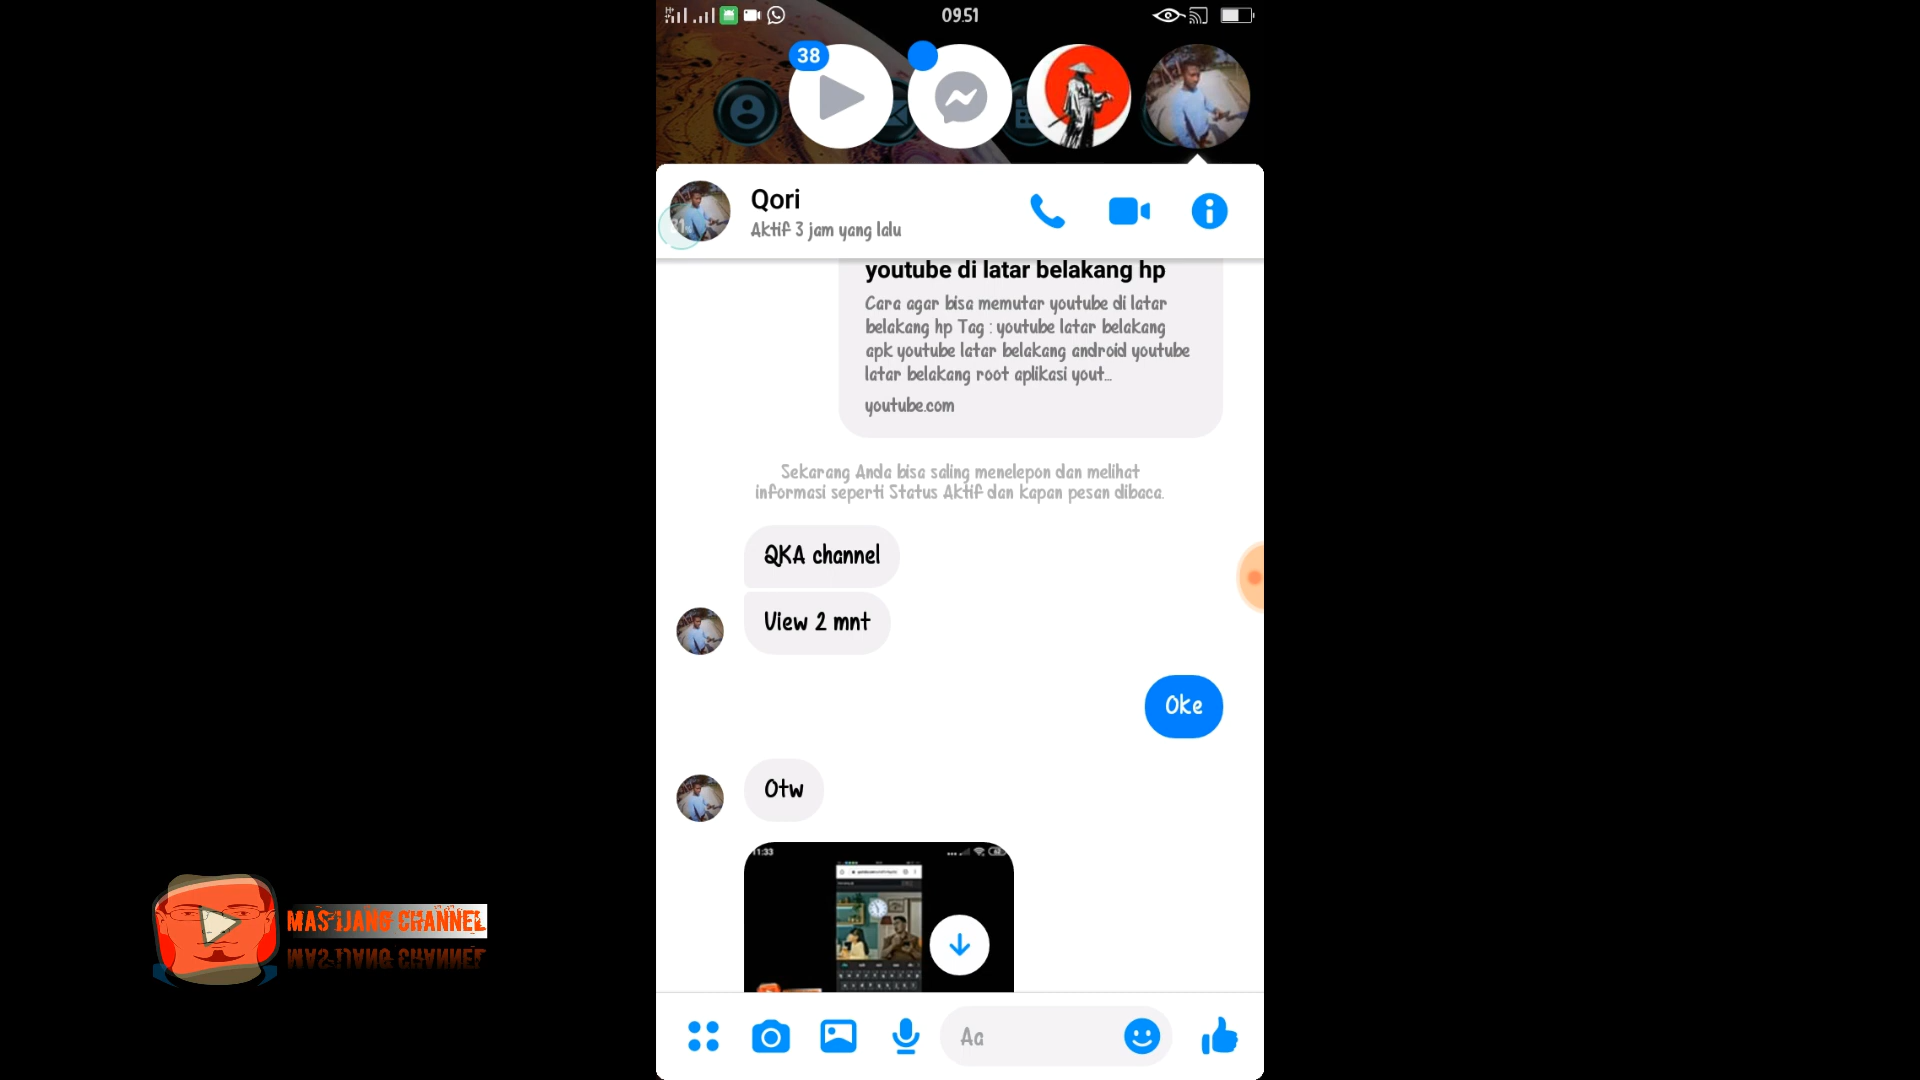 09.51
38
Qori
Aktif 3 jam yang lalu
youtube di latar belakang hp
Cara agar bisa memutar youtube di latar
belakang hp Tag : youtube latar belakang
apk youtube latar belakang android youtube
latar belakang root aplikasi yout...
youtube.com
Sekarang Anda bisa saling menelepon dan melihat
informasi seperti Status Aktif dan kapan pesan dibaca.
QKA channel
View 2 mnt
Oke
Otw
11:33
MAS IJANG CHANNEL
Aa